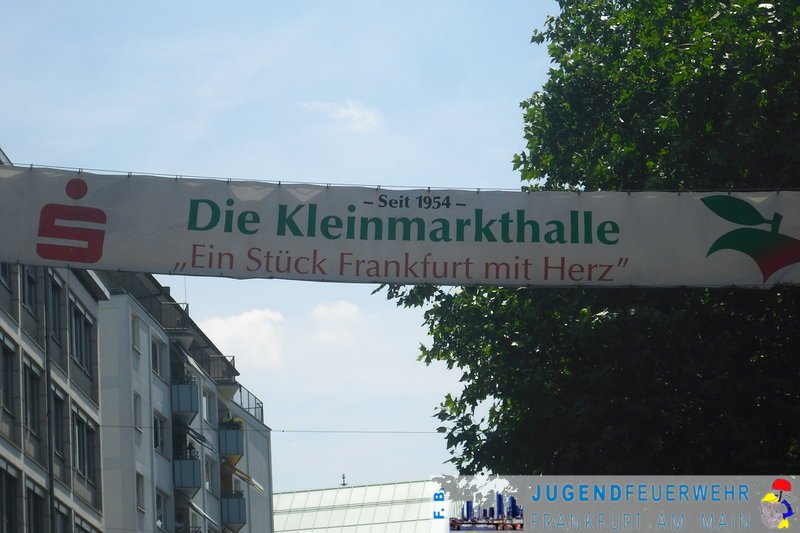 – Seit 1954 –
Die Kleinmarkthalle
„Ein Stück Frankfurt mit Herz”
F.B.
JUGENDFEUERWEHR
FRANKFURT AM MAIN